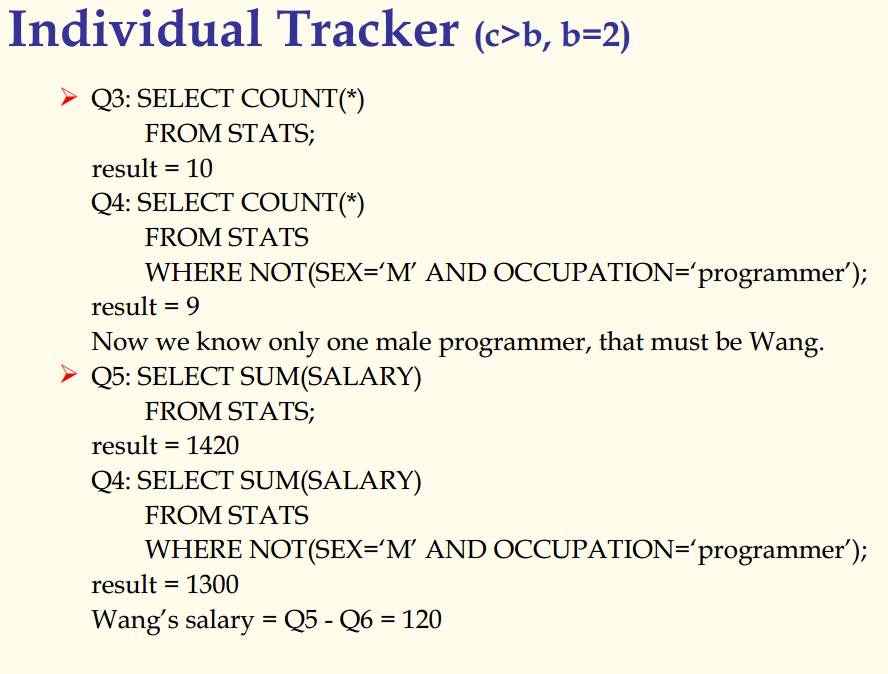 Individual Tracker (c>b, b=2)
Q3: SELECT COUNT(*)
FROM STATS;
result = 10
Q4: SELECT COUNT(*)
FROM STATS
WHERE NOT(SEX=‘M’ AND OCCUPATION=‘programmer’);
result = 9
Now we know only one male programmer, that must be Wang.
Q5: SELECT SUM(SALARY)
FROM STATS;
result = 1420
Q4: SELECT SUM(SALARY)
FROM STATS
WHERE NOT(SEX=‘M’ AND OCCUPATION=‘programmer’);
result = 1300
Wang’s salary = Q5 - Q6 = 120